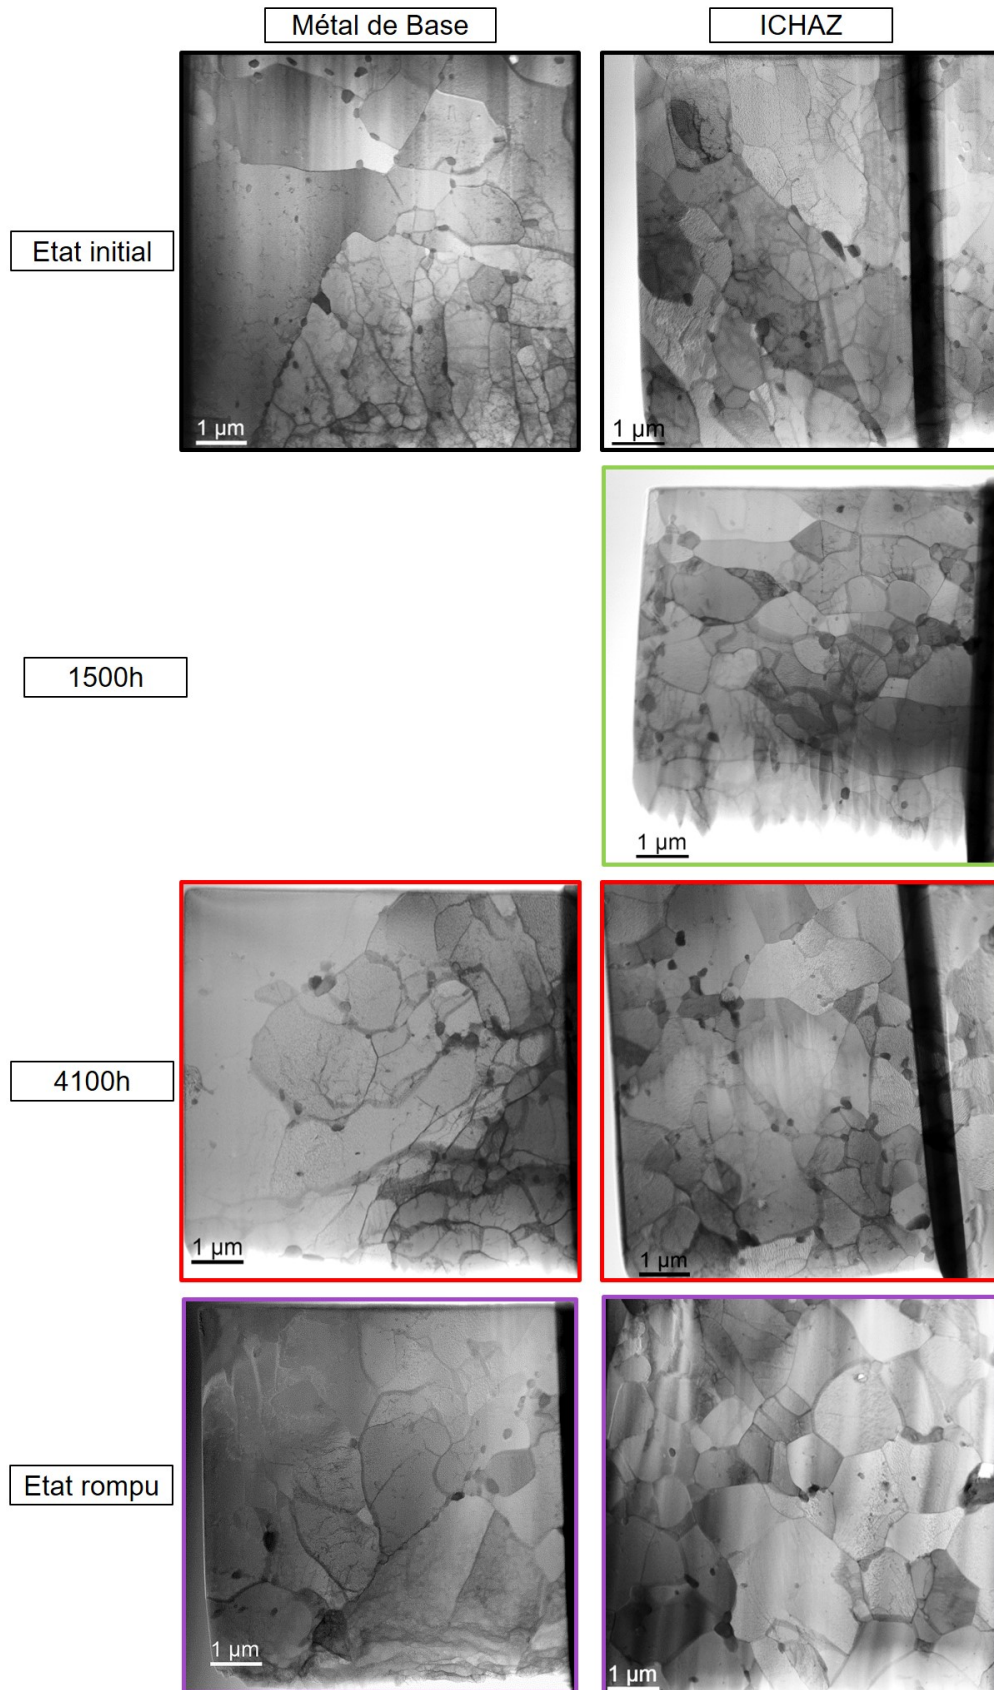 Métal de Base
ICHAZ
Etat initial
1 µm
1 µm
1500h
1 µm
4100h
1 µm
1 µm
Etat rompu
1 µm
1 µm